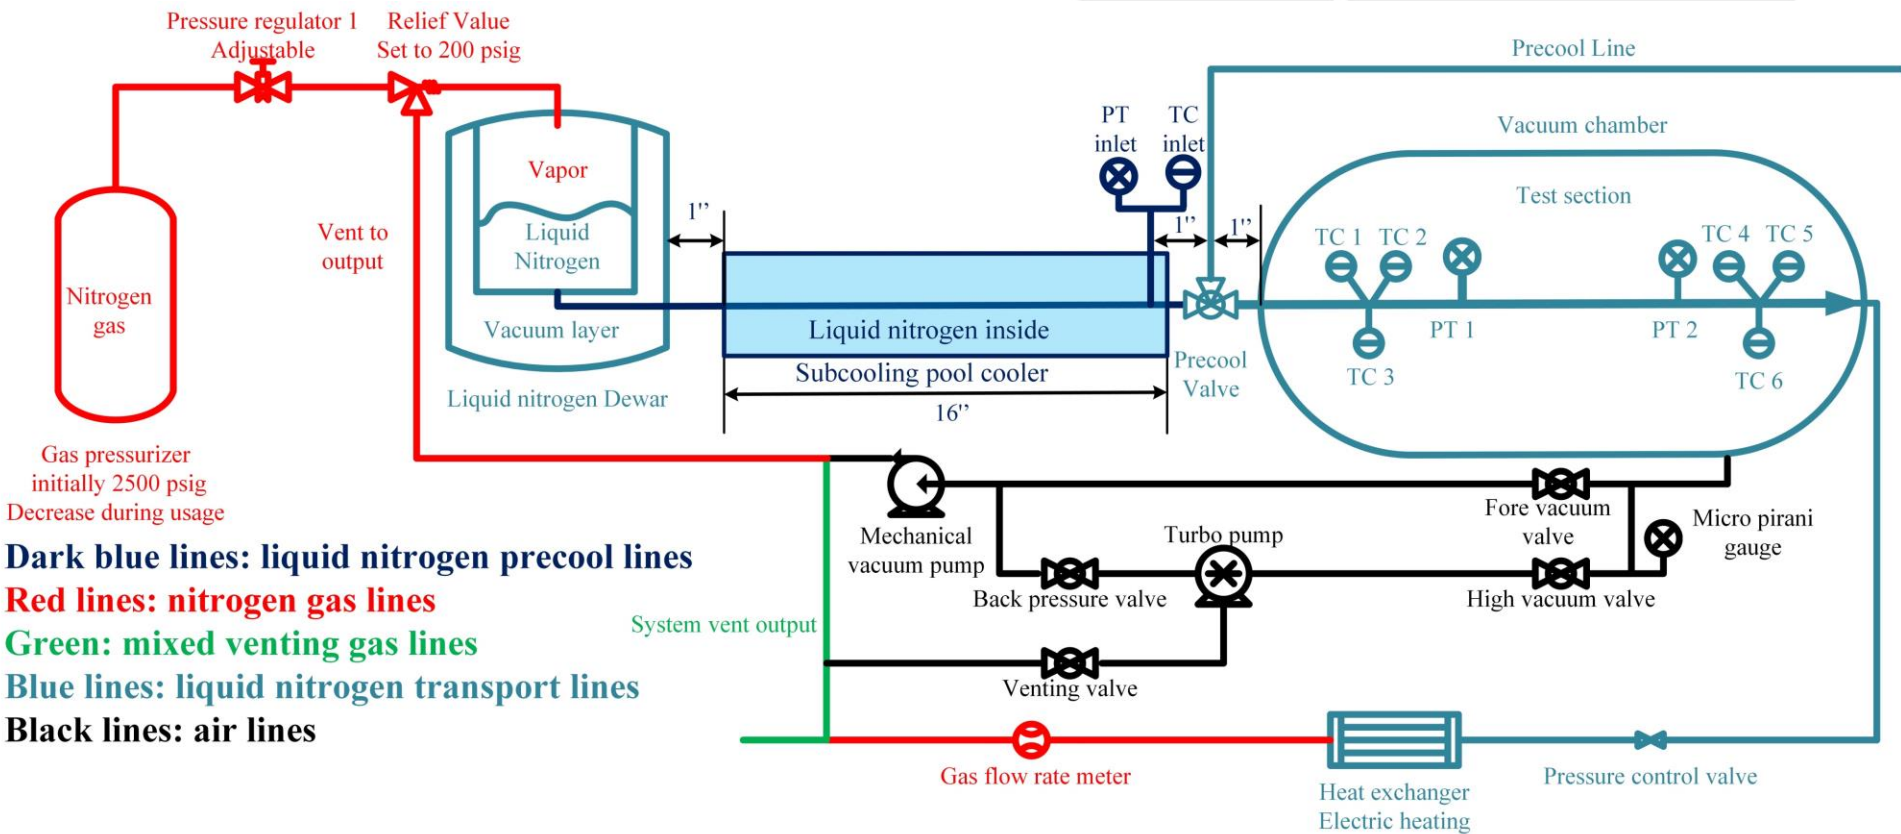 Pressure regulator 1
Adjustable
Relief Value
Set to 200 psig
Precool Line
PT
inlet
TC
inlet
Vacuum chamber
Vapor
Test section
1”
1”
1”
Vent to
output
Liquid
Nitrogen
TC 1
TC 2
TC 4
TC 5
Nitrogen
gas
Vacuum layer
Liquid nitrogen inside
PT 1
PT 2
Precool
Valve
Subcooling pool cooler
TC 3
TC 6
Liquid nitrogen Dewar
16”
Gas pressurizer
initially 2500 psig
Decrease during usage
Fore vacuum
valve
Micro pirani
gauge
Mechanical
vacuum pump
Turbo pump
Dark blue lines: liquid nitrogen precool lines
Red lines: nitrogen gas lines
Green: mixed venting gas lines
Blue lines: liquid nitrogen transport lines
Black lines: air lines
Back pressure valve
High vacuum valve
System vent output
Venting valve
Gas flow rate meter
Pressure control valve
Heat exchanger
Electric heating